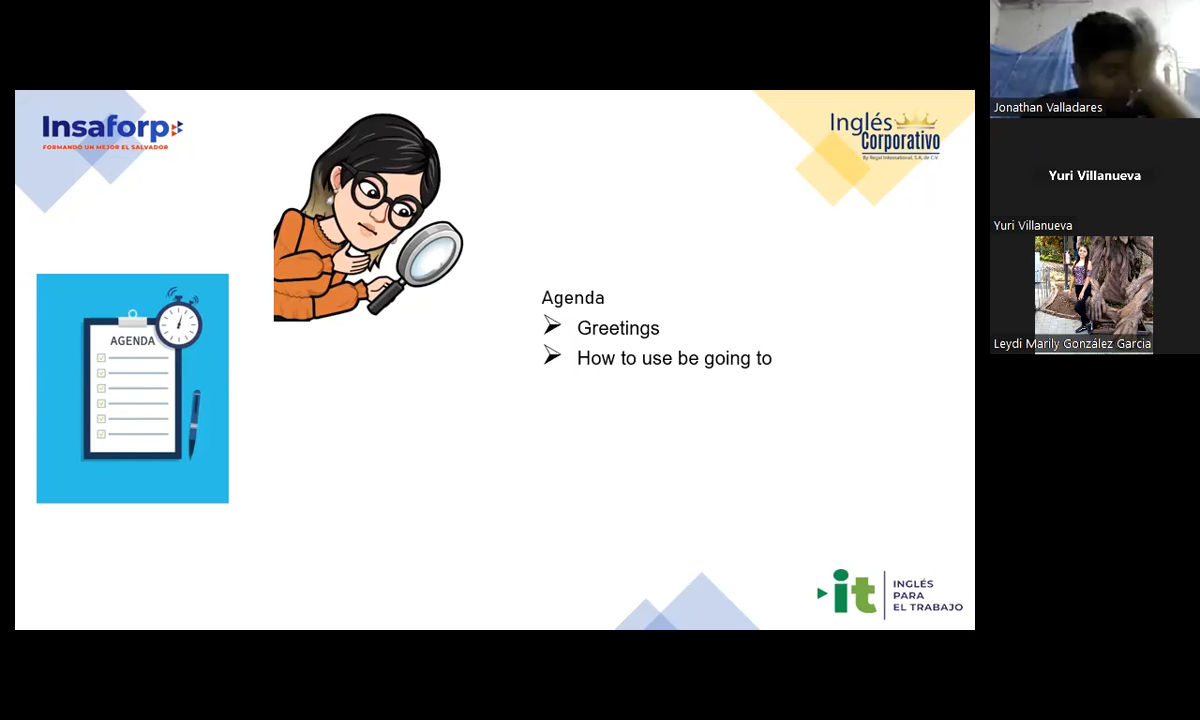 Insaforp
FORMANDO UN MEJOR EL SALVADOR
Inglés
Corporativo
By Regal International, S.A. de C.V.
AGENDA
Agenda
Greetings
How to use be going to
it
INGLÉS
PARA
EL TRABAJO
Jonathan Valladares
Yuri Villanueva
Yuri Villanueva
Leydi Marily González Garcia